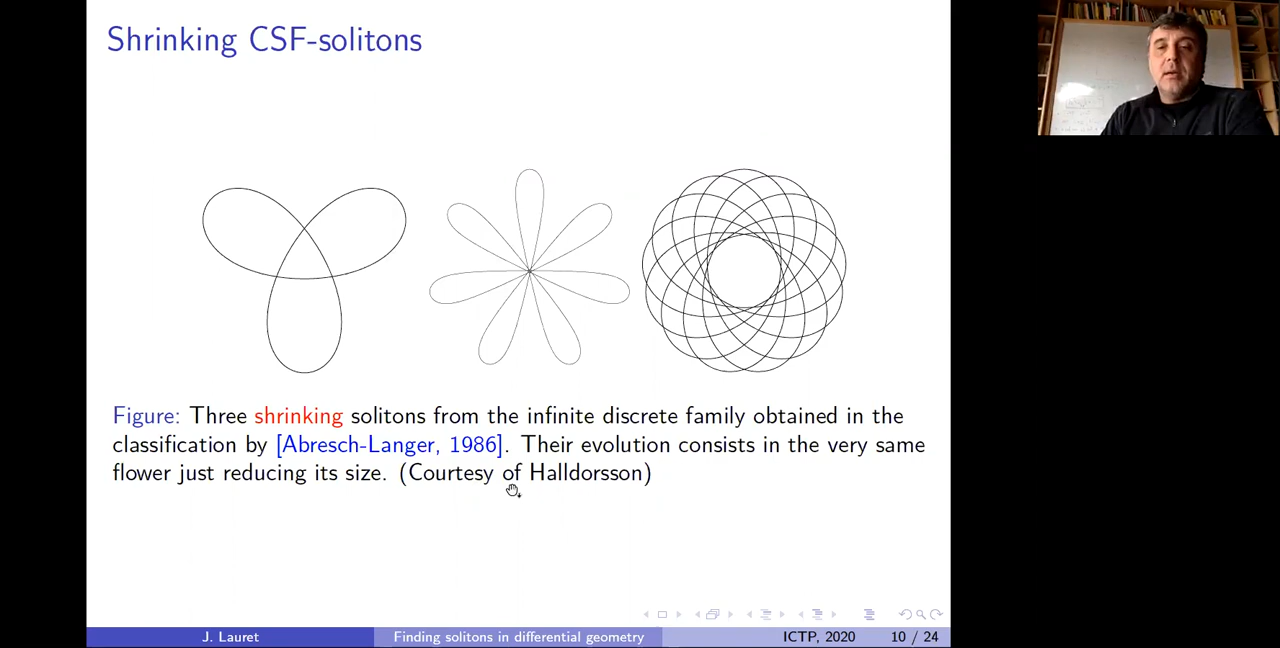 Shrinking CSF-solitons
Figure: Three shrinking solitons from the infinite discrete family obtained in the
classification by [Abresch-Langer, 1986]. Their evolution consists in the very same
flower just reducing its size. (Courtesy of Halldorsson)
J. Lauret Finding solitons in differential geometry ICTP, 2020 10 / 24